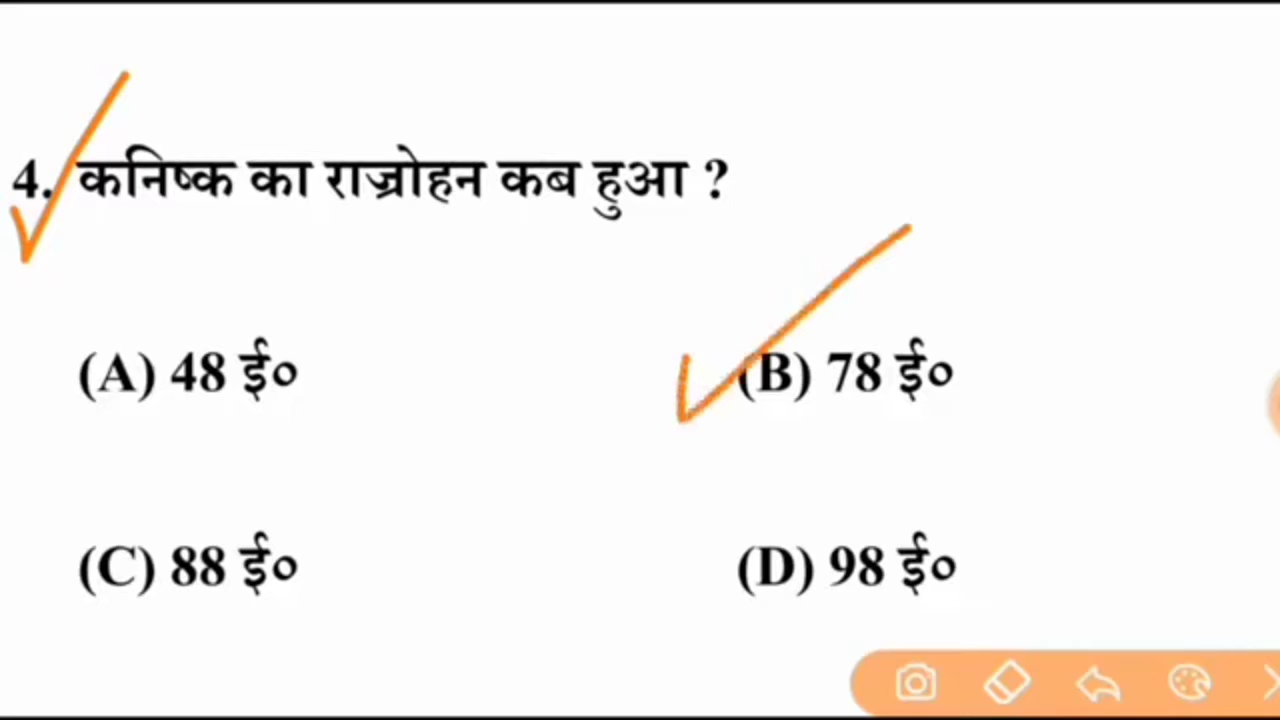 4. कनिष्क का राज्रोहन कब हुआ ?
(A) 48 ई०
(B) 78 ई०
(C) 88 ई०
(D) 98 ई०